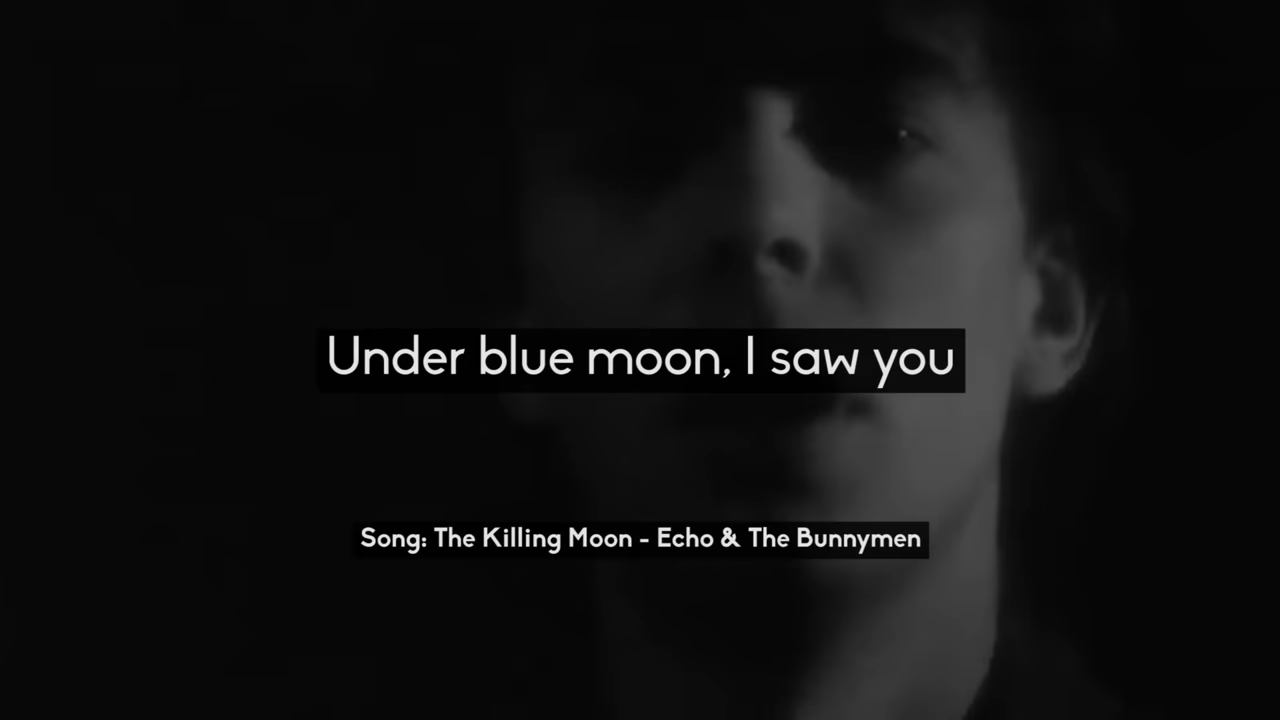 Under blue moon, I saw you
Song: The Killing Moon - Echo & The Bunnymen